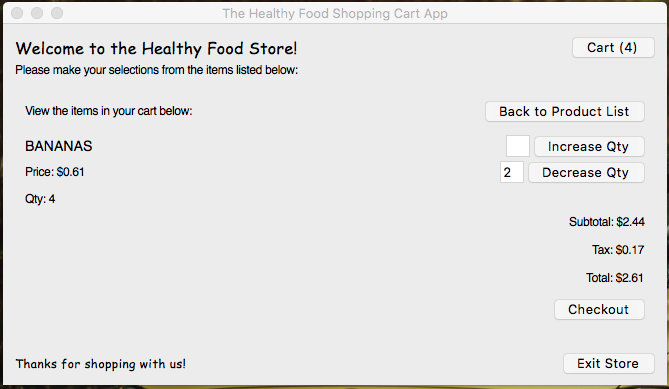 The Healthy Food Shopping Cart App
Welcome to the Healthy Food Store!
Cart (4)
Please make your selections from the items listed below:
View the items in your cart below:
Back to Product List
BANANAS
Increase Qty
Price: $0.61
2
Decrease Qty
Qty: 4
Subtotal: $2.44
Tax: $0.17
Total: $2.61
Checkout
Thanks for shopping with us!
Exit Store